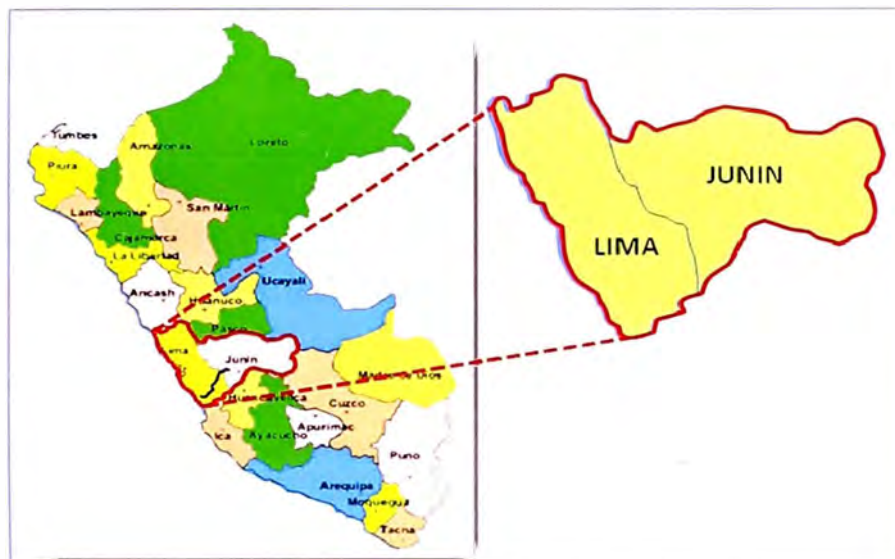 Tumbes
Amazonas
Loreto
Piura
Lambayeque
San Martin
Cajamarca
La Libertad
Ancash
Huanuco
Ucayali
Pasco
Junin
Madre de Dios
Huancavelica
Cuzco
Ica
Ayacucho
Apurimac
Puno
Arequipa
Moquegua
Tacna
JUNIN
LIMA